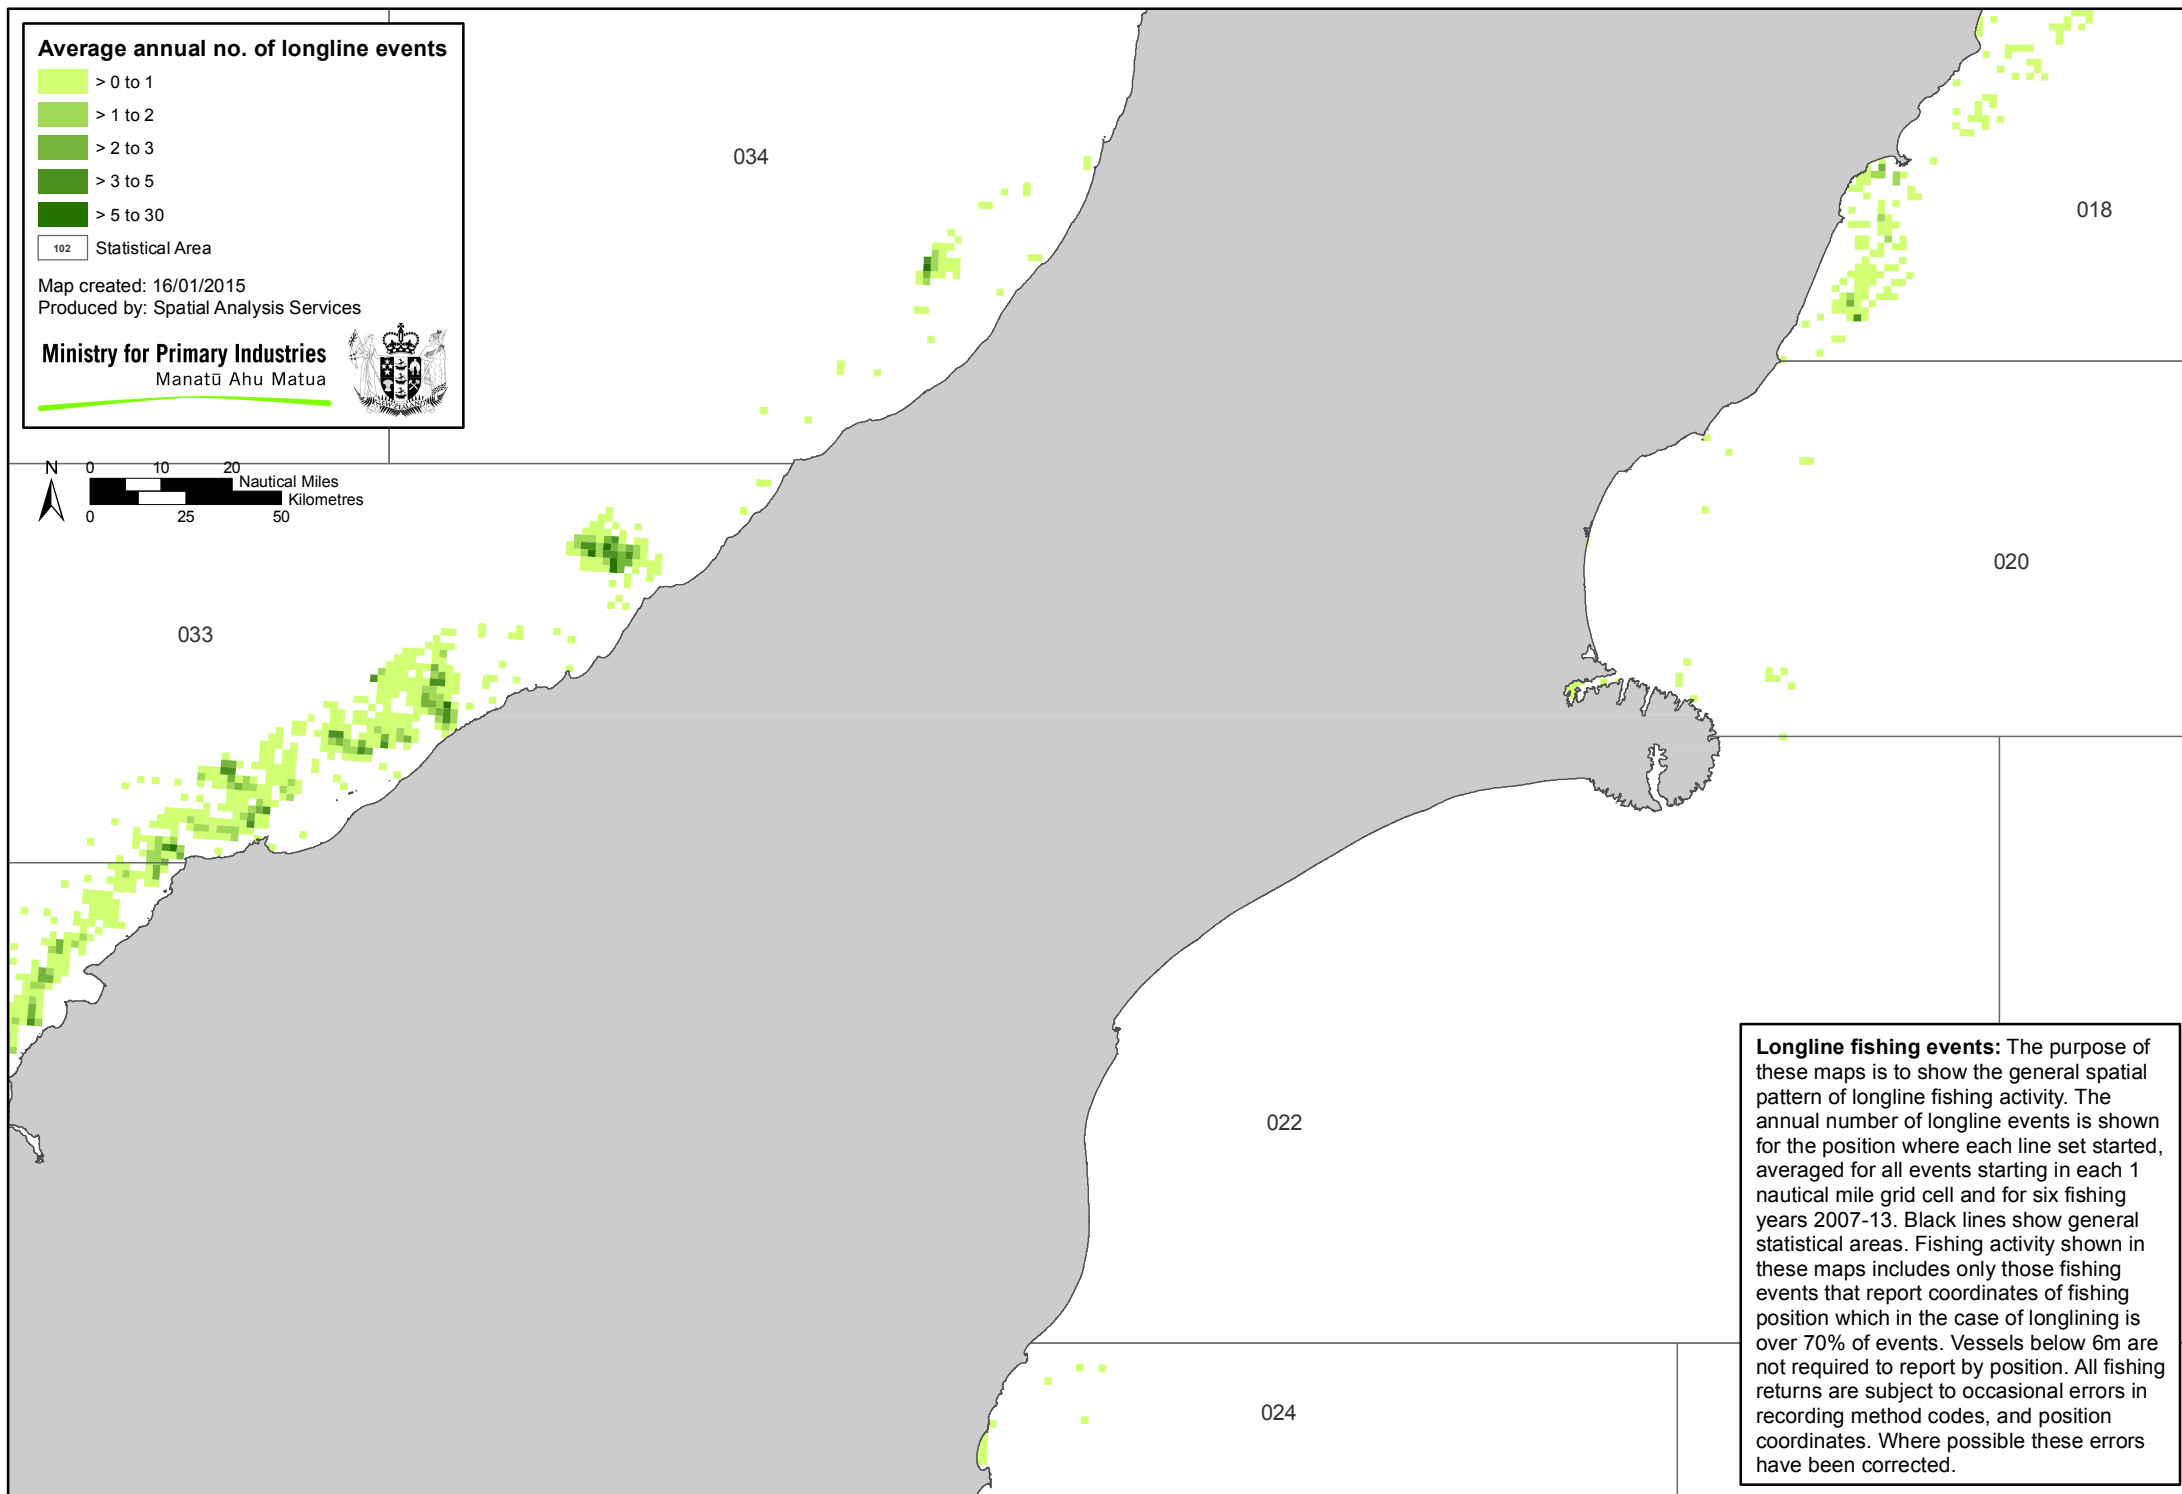 Average annual no. of longline events
> 0 to 1
> 1 to 2
> 2 to 3
> 3 to 5
> 5 to 30
102 Statistical Area
Map created: 16/01/2015
Produced by: Spatial Analysis Services
Ministry for Primary Industries
Manatū Ahu Matua
NEW ZEALAND
N
0 10 20
Nautical Miles
Kilometres
0 25 50
034
018
020
033
022
024
Longline fishing events: The purpose of
these maps is to show the general spatial
pattern of longline fishing activity. The
annual number of longline events is shown
for the position where each line set started,
averaged for all events starting in each 1
nautical mile grid cell and for six fishing
years 2007-13. Black lines show general
statistical areas. Fishing activity shown in
these maps includes only those fishing
events that report coordinates of fishing
position which in the case of longlining is
over 70% of events. Vessels below 6m are
not required to report by position. All fishing
returns are subject to occasional errors in
recording method codes, and position
coordinates. Where possible these errors
have been corrected.